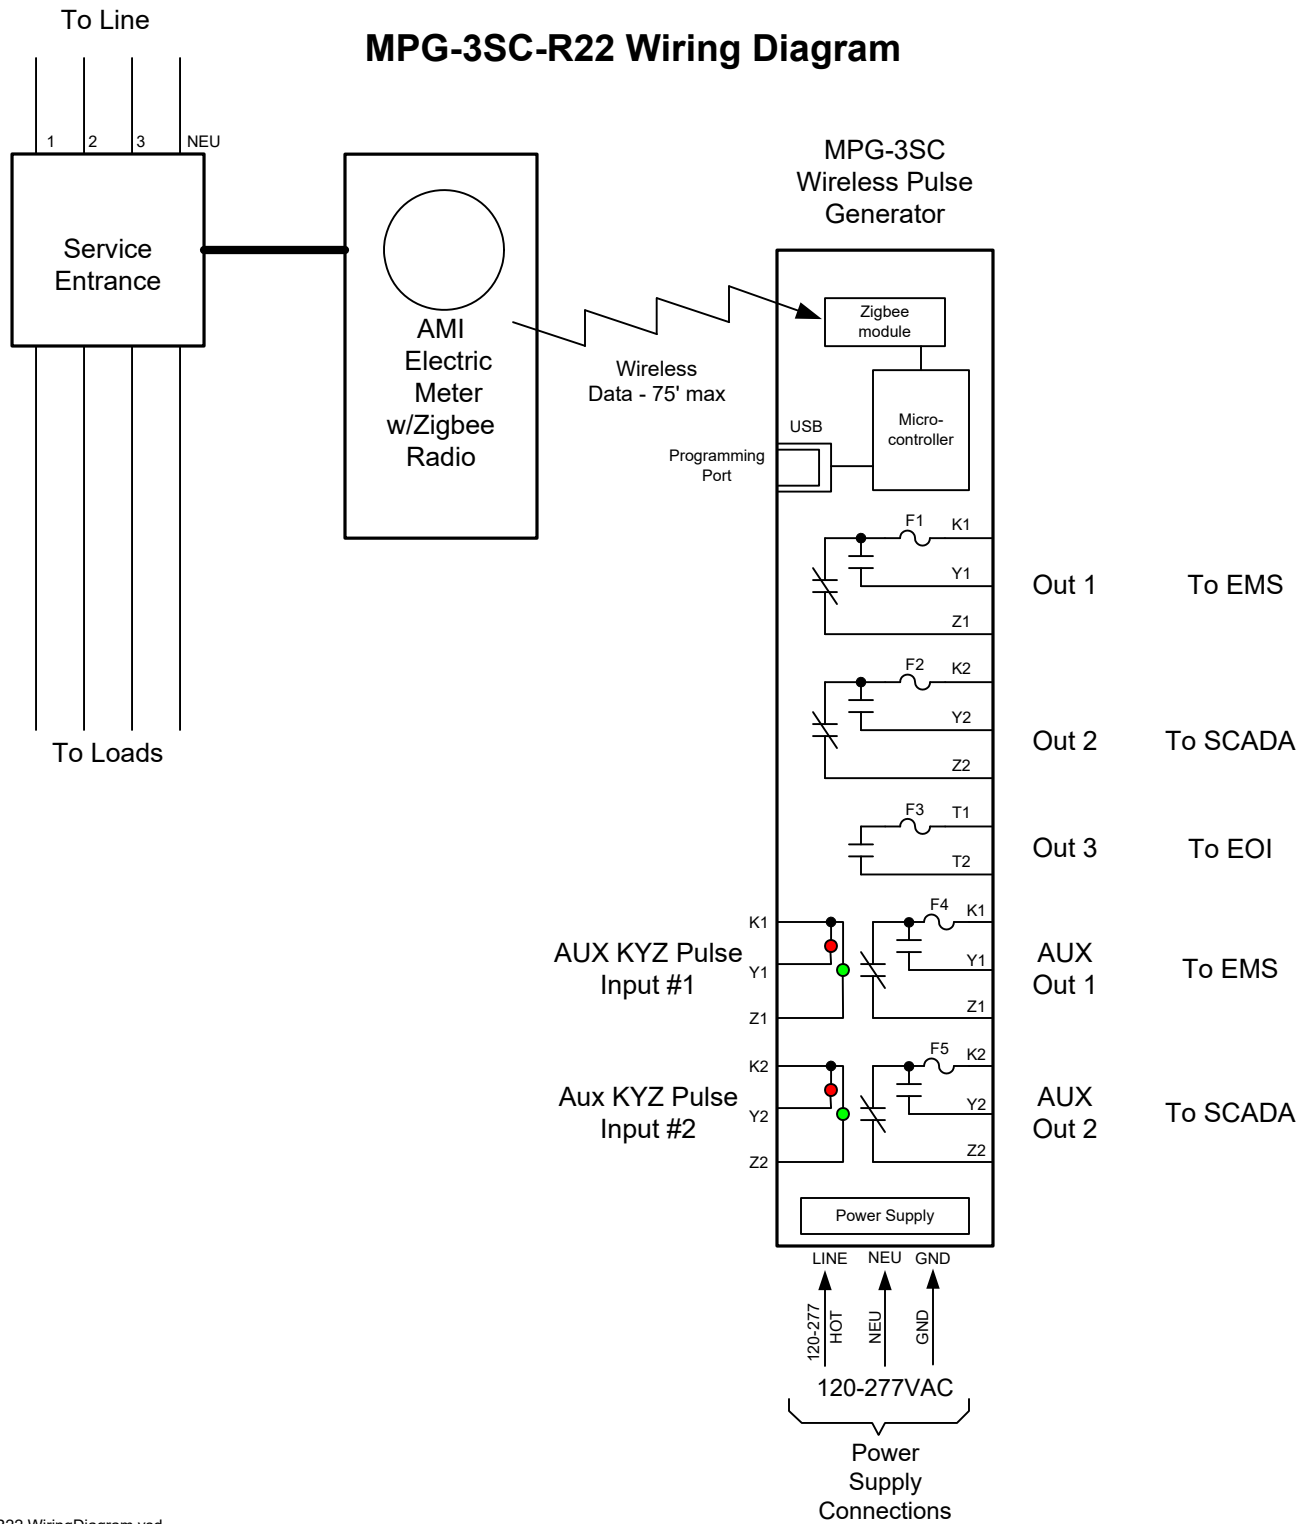 To Line
MPG-3SC-R22 Wiring Diagram
1
2
3
NEU
Service
Entrance
AMI
Electric
Meter
w/Zigbee
Radio
Wireless
Data - 75' max
MPG-3SC
Wireless Pulse
Generator
Zigbee
module
Micro-
controller
USB
Programming
Port
F1
K1
Y1
Z1
Out 1
To EMS
F2
K2
Y2
Z2
Out 2
To SCADA
To Loads
F3
T1
T2
Out 3
To EOI
K1
Y1
Z1
AUX KYZ Pulse
Input #1
F4
K1
Y1
Z1
AUX
Out 1
To EMS
K2
Y2
Z2
Aux KYZ Pulse
Input #2
F5
K2
Y2
Z2
AUX
Out 2
To SCADA
Power Supply
LINE
NEU
GND
120-277
HOT
NEU
GND
120-277VAC
Power
Supply
Connections